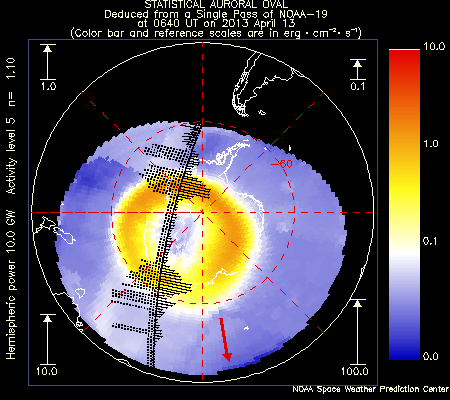 STATISTICAL AURORAL OVAL
Deduced from a Single Pass of NOAA-19
at 0640 UT on 2013 April 13
(Color bar and reference scales are in erg · cm⁻² · s⁻¹)
1.0
0.1
10.0
1.0
0.1
0.0
-60
Hemispheric power 10.0 GW Activity level 5 n= 1.10
10.0
100.0
NOAA Space Weather Prediction Center